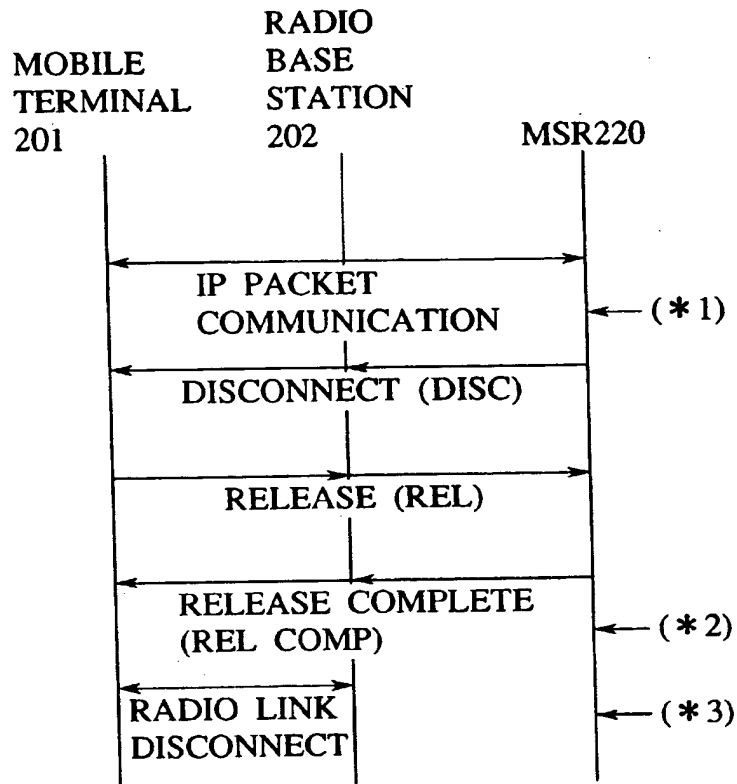 MOBILE
TERMINAL
201
RADIO
BASE
STATION
202
MSR220
IP PACKET
COMMUNICATION
(*1)
DISCONNECT (DISC)
RELEASE (REL)
RELEASE COMPLETE
(REL COMP)
(*2)
RADIO LINK
DISCONNECT
(*3)